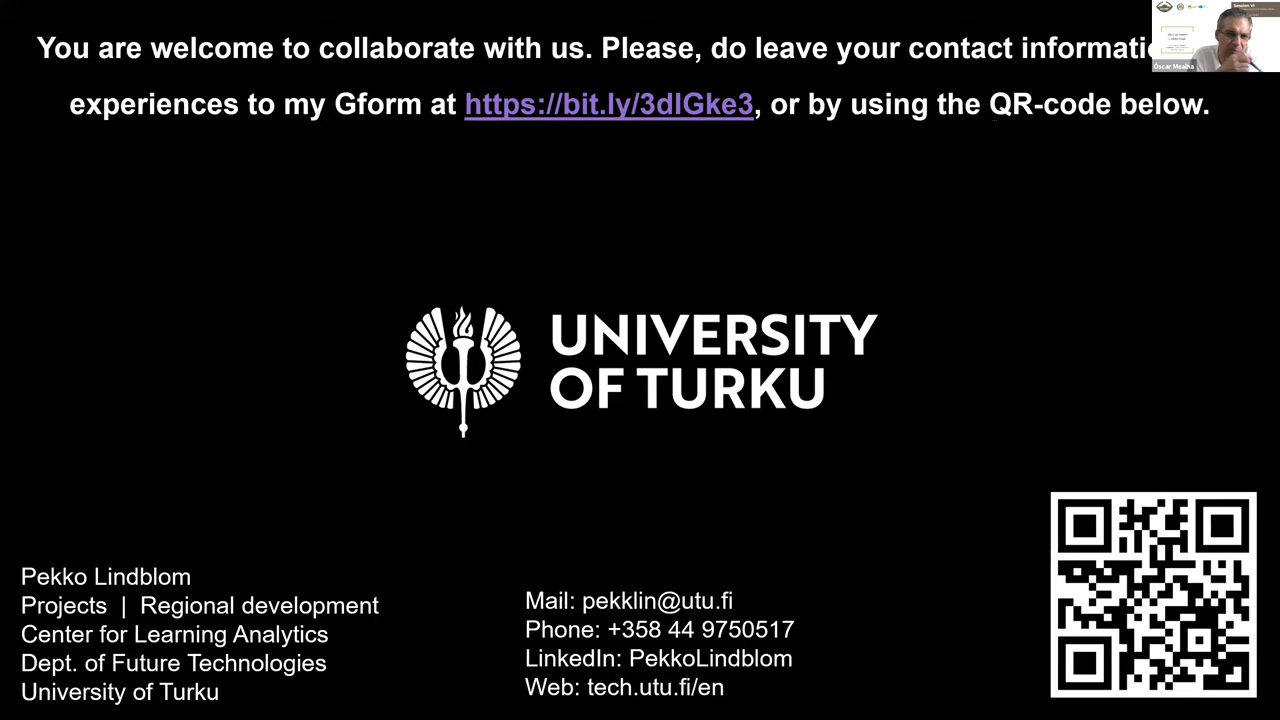 You are welcome to collaborate with us. Please, do leave your contact informati
experiences to my Gform at https://bit.ly/3dlGke3, or by using the QR-code below.
Session VI
Óscar Mealha
UNIVERSITY
OF TURKU
Pekko Lindblom
Projects | Regional development
Center for Learning Analytics
Dept. of Future Technologies
University of Turku
Mail: pekklin@utu.fi
Phone: +358 44 9750517
LinkedIn: PekkoLindblom
Web: tech.utu.fi/en